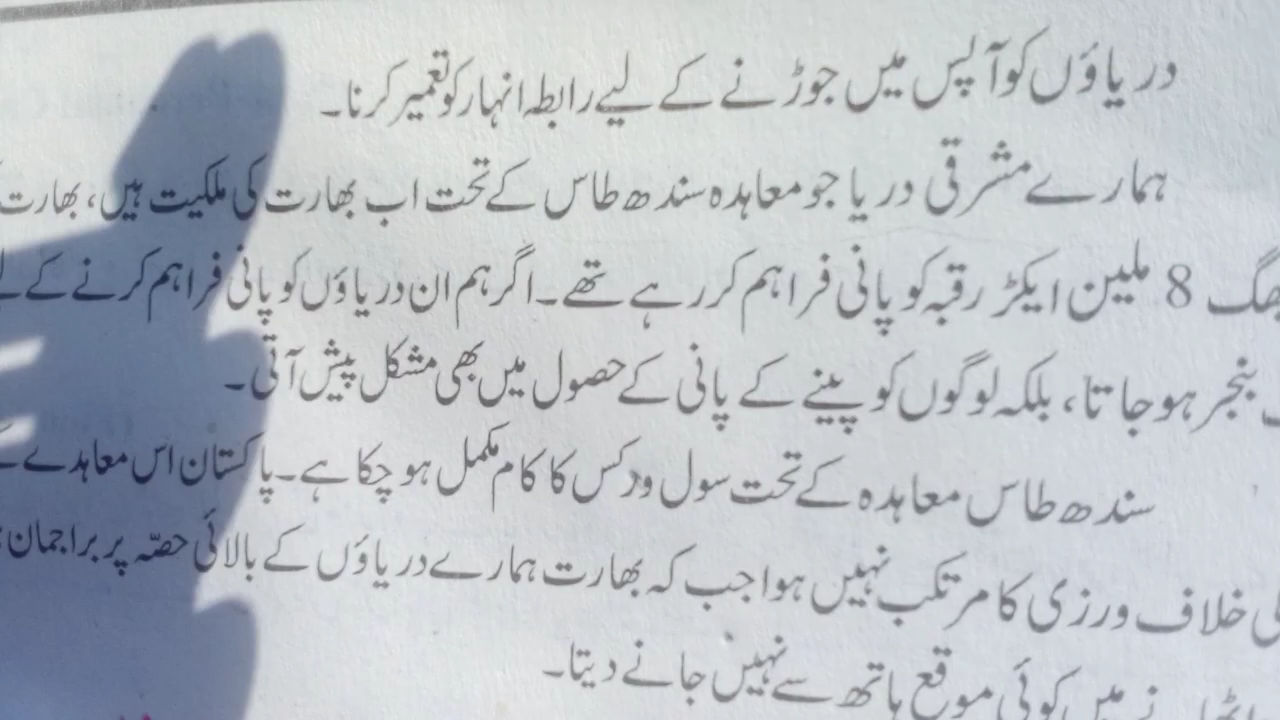 دریاؤں کو آپس میں جوڑنے کے لیے رابطہ انہار کو تعمیر کرنا۔
ہمارے مشرقی دریا جو معاہدہ سندھ طاس کے تحت اب بھارت کی ملکیت ہیں، بھارت
8 ملین ایکڑ رقبہ کو پانی فراہم کر رہے تھے۔ اگر ہم ان دریاؤں کو پانی فراہم کرنے کے
بنجر ہو جاتا، بلکہ لوگوں کو پینے کے پانی کے حصول میں بھی مشکل پیش آتی۔
سندھ طاس معاہدہ کے تحت سول ورکس کا کام مکمل ہو چکا ہے۔ پاکستان اس معاہدے
خلاف ورزی کا مرتکب نہیں ہوا جب کہ بھارت ہمارے دریاؤں کے بالائی حصّہ پر براجمان
میں کوئی موقع ہاتھ سے نہیں جانے دیتا۔